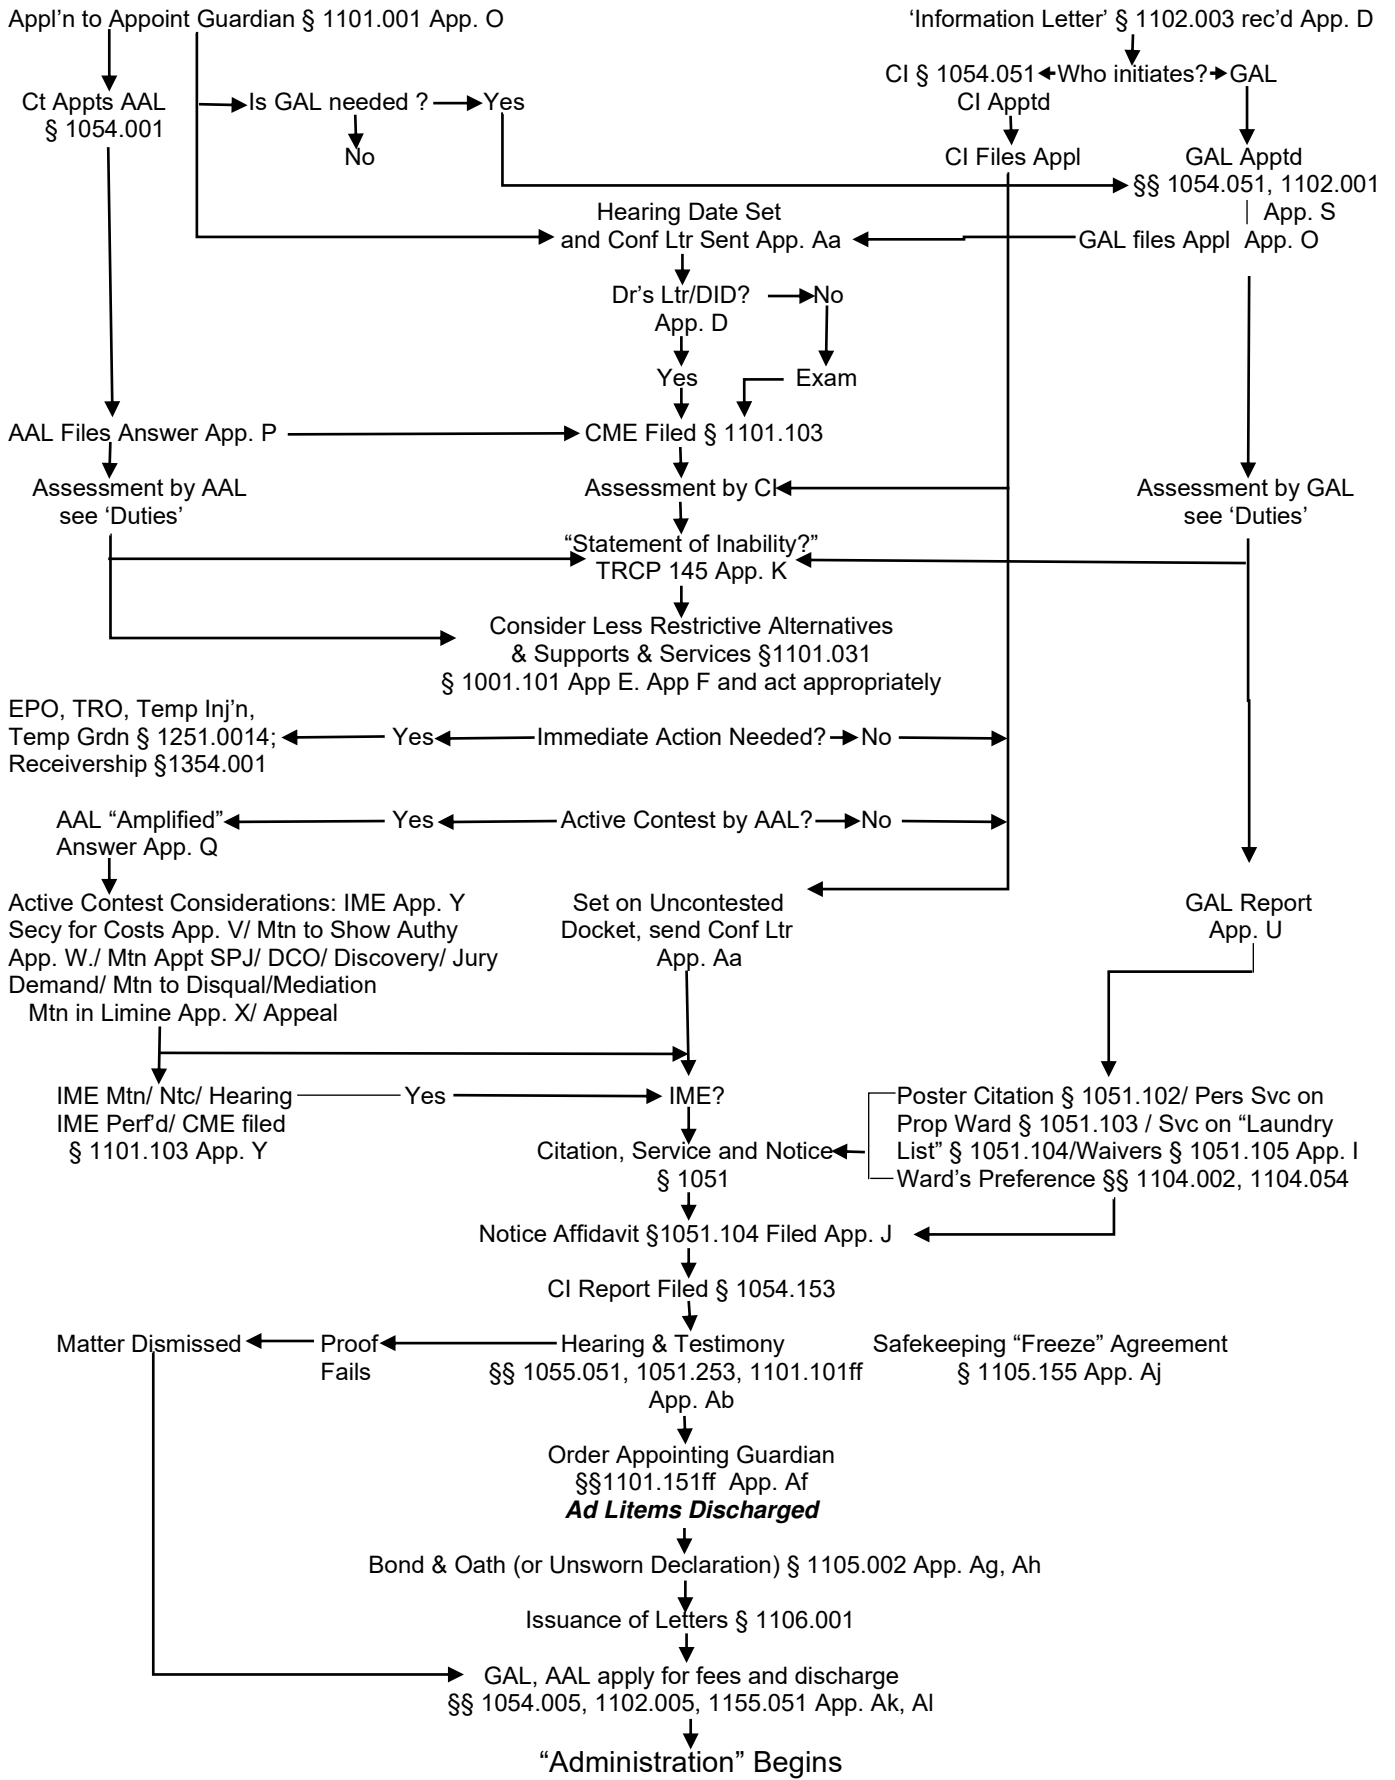 Appl’n to Appoint Guardian § 1101.001 App. O
‘Information Letter’ § 1102.003 rec’d App. D
CI § 1054.051 Who initiates? GAL
Ct Appts AAL
§ 1054.001
Is GAL needed ? Yes
No
CI Apptd
CI Files Appl
GAL Apptd
§§ 1054.051, 1102.001
App. S
Hearing Date Set
and Conf Ltr Sent App. Aa
GAL files Appl App. O
Dr’s Ltr/DID? No
App. D
Yes Exam
AAL Files Answer App. P
CME Filed § 1101.103
Assessment by AAL
see ‘Duties’
Assessment by CI
Assessment by GAL
see ‘Duties’
“Statement of Inability?”
TRCP 145 App. K
Consider Less Restrictive Alternatives
& Supports & Services §1101.031
§ 1001.101 App E. App F and act appropriately
EPO, TRO, Temp Inj’n,
Temp Grdn § 1251.0014;
Receivership §1354.001
Yes Immediate Action Needed? No
AAL “Amplified”
Answer App. Q
Yes Active Contest by AAL? No
Active Contest Considerations: IME App. Y
Secy for Costs App. V/ Mtn to Show Authy
App. W./ Mtn Appt SPJ/ DCO/ Discovery/ Jury
Demand/ Mtn to Disqual/Mediation
Mtn in Limine App. X/ Appeal
Set on Uncontested
Docket, send Conf Ltr
App. Aa
GAL Report
App. U
IME Mtn/ Ntc/ Hearing Yes IME?
IME Perf’d/ CME filed
§ 1101.103 App. Y
Poster Citation § 1051.102/ Pers Svc on
Prop Ward § 1051.103 / Svc on “Laundry
List” § 1051.104/Waivers § 1051.105 App. I
Ward’s Preference §§ 1104.002, 1104.054
Citation, Service and Notice
§ 1051
Notice Affidavit §1051.104 Filed App. J
CI Report Filed § 1054.153
Matter Dismissed
Proof
Fails
Hearing & Testimony
§§ 1055.051, 1051.253, 1101.101ff
App. Ab
Safekeeping “Freeze” Agreement
§ 1105.155 App. Aj
Order Appointing Guardian
§§1101.151ff App. Af
Ad Litems Discharged
Bond & Oath (or Unsworn Declaration) § 1105.002 App. Ag, Ah
Issuance of Letters § 1106.001
GAL, AAL apply for fees and discharge
§§ 1054.005, 1102.005, 1155.051 App. Ak, Al
“Administration” Begins